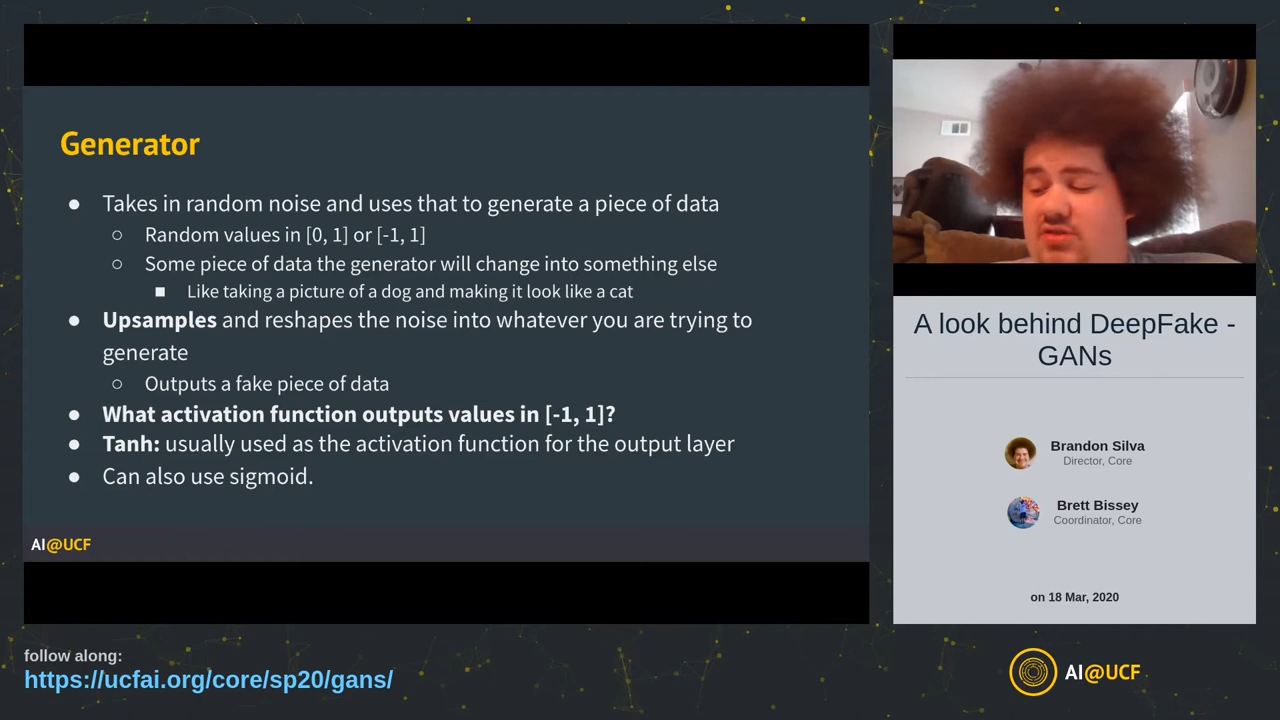 Generator
● Takes in random noise and uses that to generate a piece of data
○ Random values in [0, 1] or [-1, 1]
○ Some piece of data the generator will change into something else
■ Like taking a picture of a dog and making it look like a cat
● Upsamples and reshapes the noise into whatever you are trying to
generate
○ Outputs a fake piece of data
● What activation function outputs values in [-1, 1]?
● Tanh: usually used as the activation function for the output layer
● Can also use sigmoid.
AI@UCF
A look behind DeepFake -
GANs
Brandon Silva
Director, Core
Brett Bissey
Coordinator, Core
on 18 Mar, 2020
follow along:
https://ucfai.org/core/sp20/gans/
AI@UCF